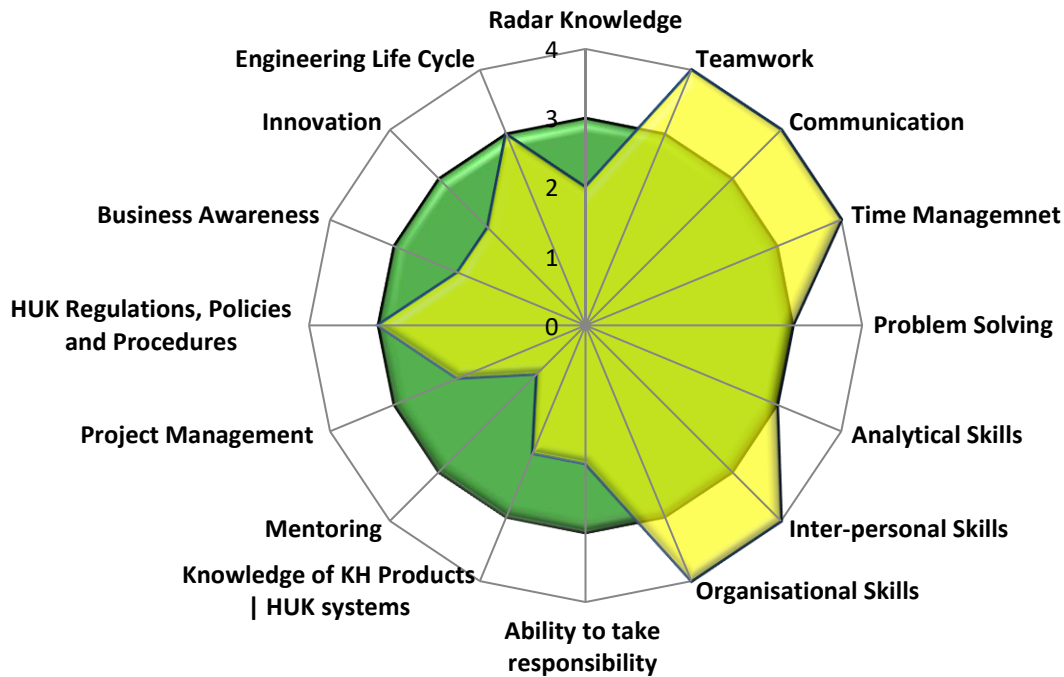 Radar Knowledge
Teamwork
Communication
Time Managemnet
Problem Solving
Analytical Skills
Inter-personal Skills
Organisational Skills
Ability to take
responsibility
Knowledge of KH Products
| HUK systems
Mentoring
Project Management
HUK Regulations, Policies
and Procedures
Business Awareness
Innovation
Engineering Life Cycle
4
3
2
1
0